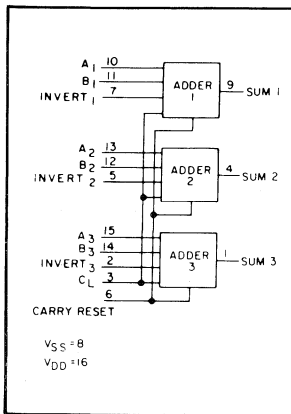 A1 10
B1 11
INVERT1 7
ADDER 1
9 SUM 1
A2 13
B2 12
INVERT2 5
ADDER 2
4 SUM 2
A3 15
B3 14
INVERT3 2
CL 3
ADDER 3
1 SUM 3
6
CARRY RESET
VSS = 8
VDD = 16